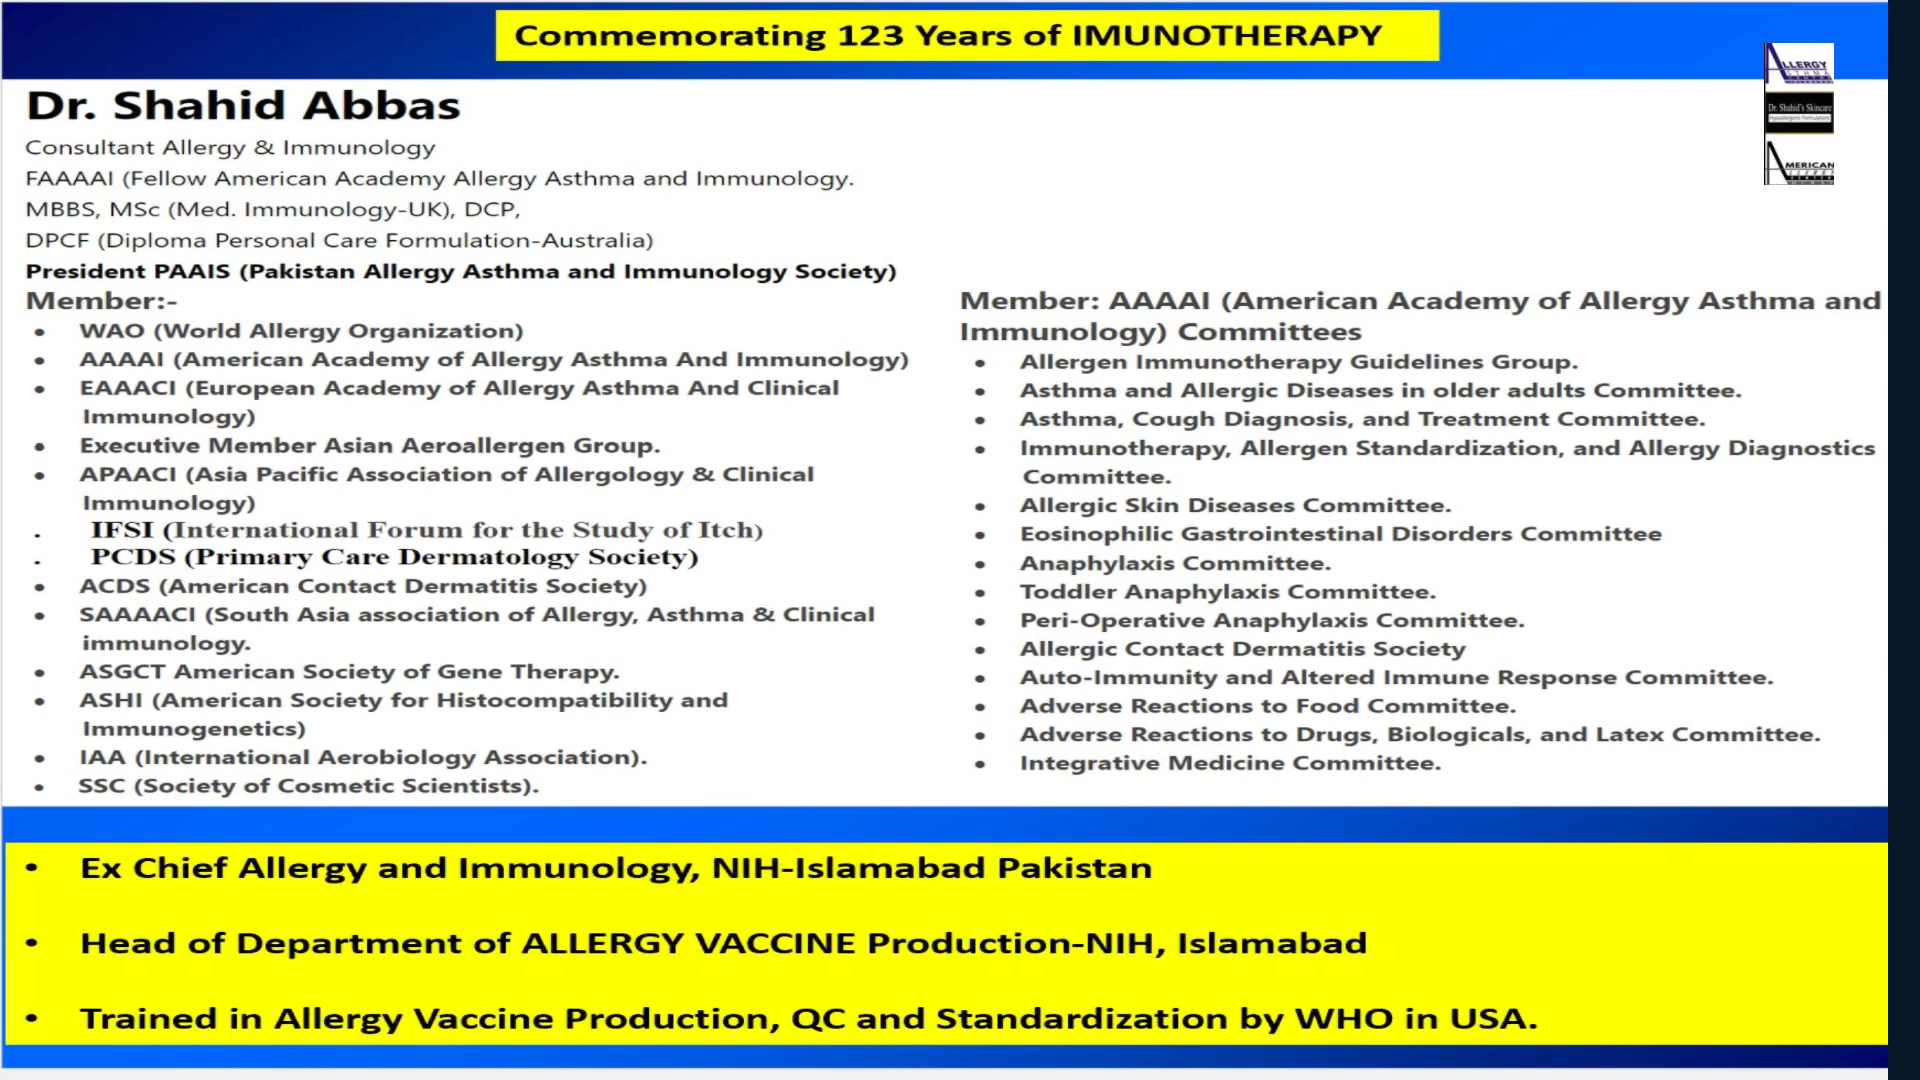 Commemorating 123 Years of IMUNOTHERAPY
LLERGY
Dr. Shahid's Skincare
Hypoallergenic Formulations
MERICAN
Dr. Shahid Abbas
Consultant Allergy & Immunology
FAAAAI (Fellow American Academy Allergy Asthma and Immunology.
MBBS, MSc (Med. Immunology-UK), DCP,
DPCF (Diploma Personal Care Formulation-Australia)
President PAAIS (Pakistan Allergy Asthma and Immunology Society)
Member:-
• WAO (World Allergy Organization)
• AAAAI (American Academy of Allergy Asthma And Immunology)
• EAAACI (European Academy of Allergy Asthma And Clinical
Immunology)
• Executive Member Asian Aeroallergen Group.
• APAACI (Asia Pacific Association of Allergology & Clinical
Immunology)
. IFSI (International Forum for the Study of Itch)
. PCDS (Primary Care Dermatology Society)
• ACDS (American Contact Dermatitis Society)
• SAAAACI (South Asia association of Allergy, Asthma & Clinical
immunology.
• ASGCT American Society of Gene Therapy.
• ASHI (American Society for Histocompatibility and
Immunogenetics)
• IAA (International Aerobiology Association).
• SSC (Society of Cosmetic Scientists).
Member: AAAAI (American Academy of Allergy Asthma and
Immunology) Committees
• Allergen Immunotherapy Guidelines Group.
• Asthma and Allergic Diseases in older adults Committee.
• Asthma, Cough Diagnosis, and Treatment Committee.
• Immunotherapy, Allergen Standardization, and Allergy Diagnostics
Committee.
• Allergic Skin Diseases Committee.
• Eosinophilic Gastrointestinal Disorders Committee
• Anaphylaxis Committee.
• Toddler Anaphylaxis Committee.
• Peri-Operative Anaphylaxis Committee.
• Allergic Contact Dermatitis Society
• Auto-Immunity and Altered Immune Response Committee.
• Adverse Reactions to Food Committee.
• Adverse Reactions to Drugs, Biologicals, and Latex Committee.
• Integrative Medicine Committee.
• Ex Chief Allergy and Immunology, NIH-Islamabad Pakistan
• Head of Department of ALLERGY VACCINE Production-NIH, Islamabad
• Trained in Allergy Vaccine Production, QC and Standardization by WHO in USA.